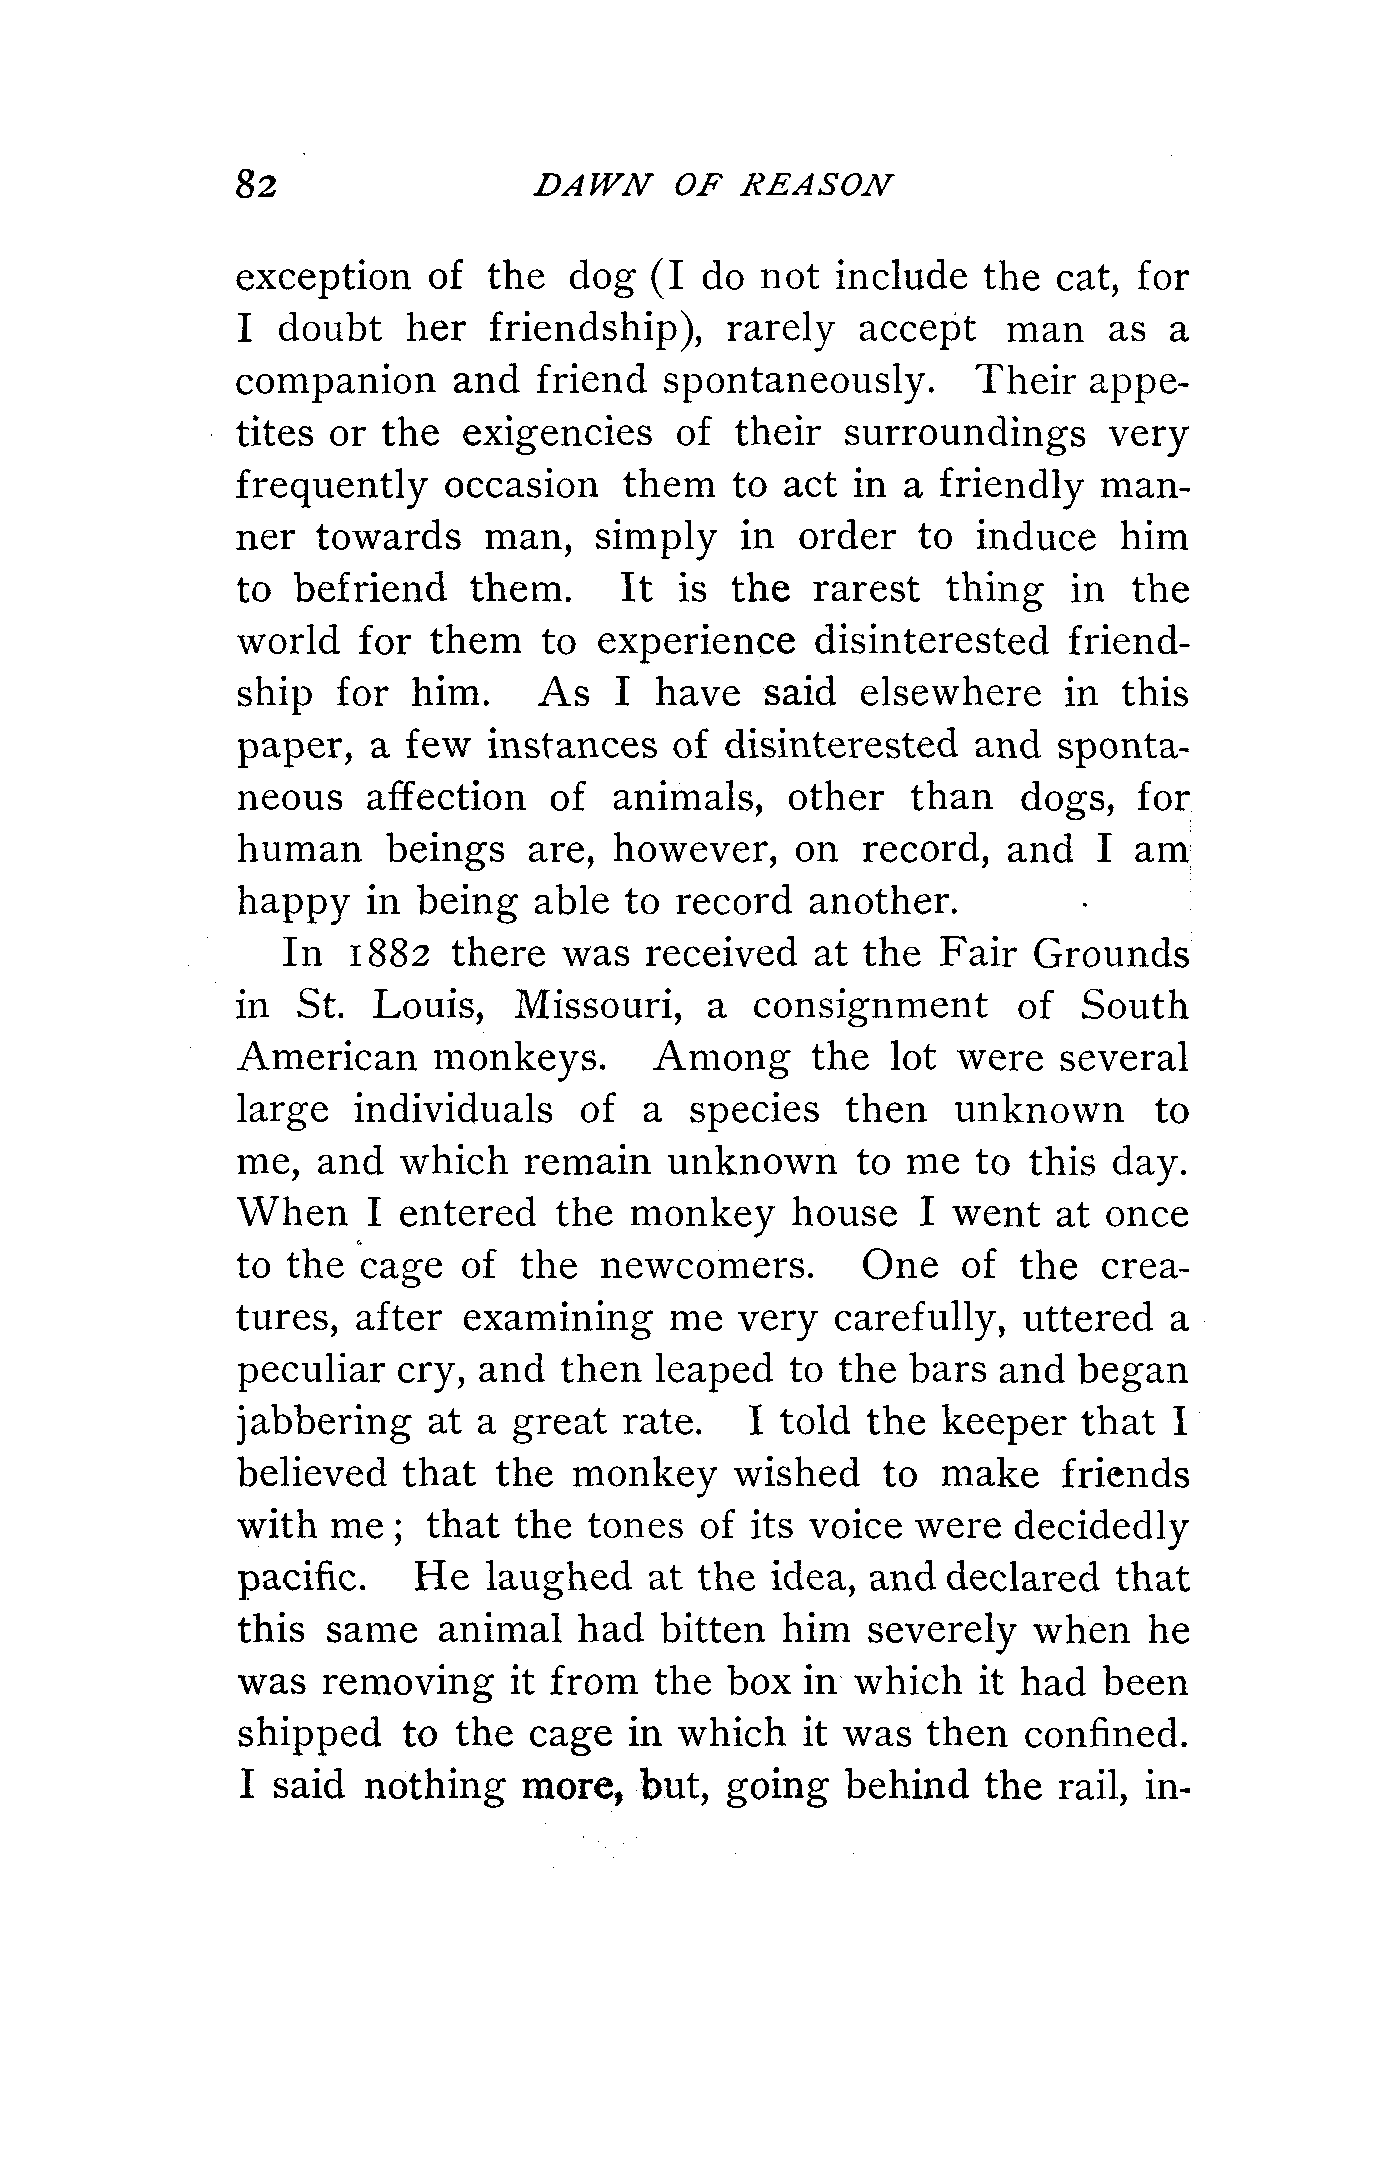 82 DAWN OF REASON
exception of the dog (I do not include the cat, for
I doubt her friendship), rarely accept man as a
companion and friend spontaneously. Their appe-
tites or the exigencies of their surroundings very
frequently occasion them to act in a friendly man-
ner towards man, simply in order to induce him
to befriend them. It is the rarest thing in the
world for them to experience disinterested friend-
ship for him. As I have said elsewhere in this
paper, a few instances of disinterested and sponta-
neous affection of animals, other than dogs, for
human beings are, however, on record, and I am
happy in being able to record another.
In 1882 there was received at the Fair Grounds
in St. Louis, Missouri, a consignment of South
American monkeys. Among the lot were several
large individuals of a species then unknown to
me, and which remain unknown to me to this day.
When I entered the monkey house I went at once
to the cage of the newcomers. One of the crea-
tures, after examining me very carefully, uttered a
peculiar cry, and then leaped to the bars and began
jabbering at a great rate. I told the keeper that I
believed that the monkey wished to make friends
with me; that the tones of its voice were decidedly
pacific. He laughed at the idea, and declared that
this same animal had bitten him severely when he
was removing it from the box in which it had been
shipped to the cage in which it was then confined.
I said nothing more, but, going behind the rail, in-